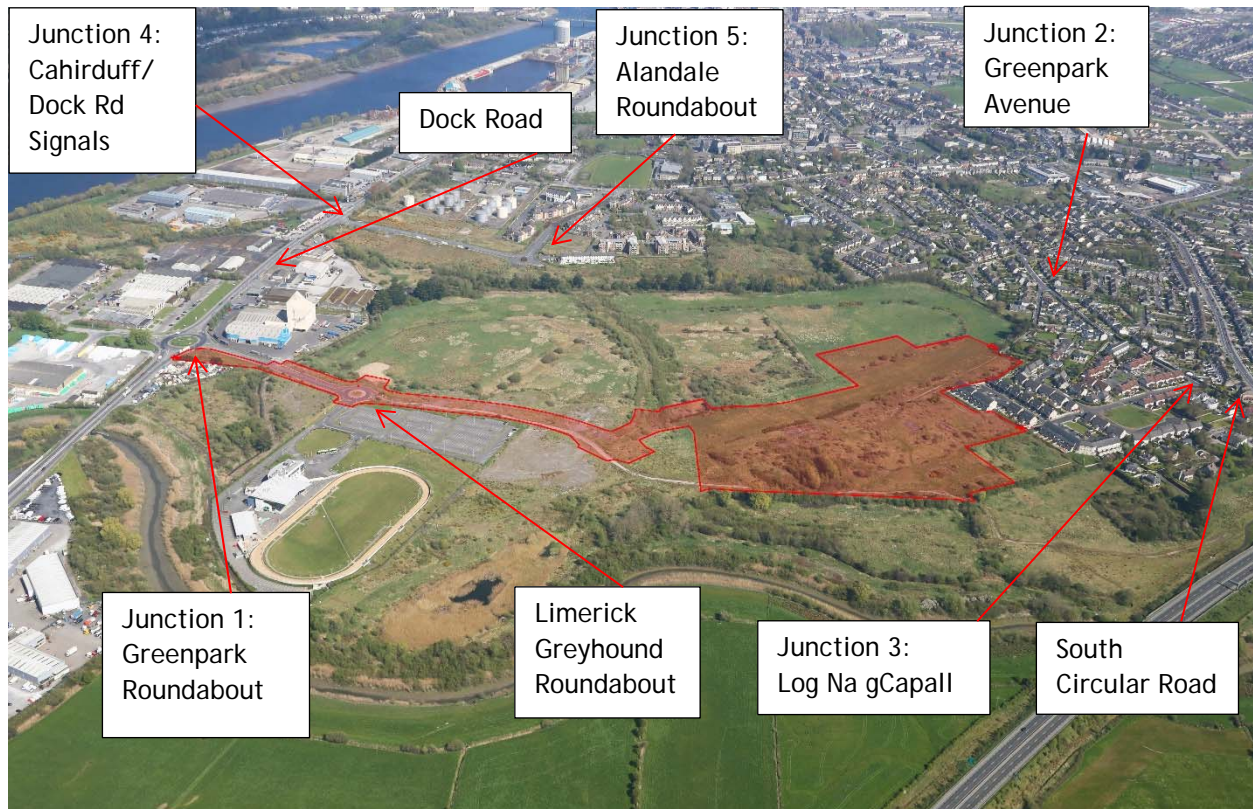 Junction 4:
Cahirduff/
Dock Rd
Signals
Dock Road
Junction 5:
Alandale
Roundabout
Junction 2:
Greenpark
Avenue
Junction 1:
Greenpark
Roundabout
Limerick
Greyhound
Roundabout
Junction 3:
Log Na gCapall
South
Circular Road